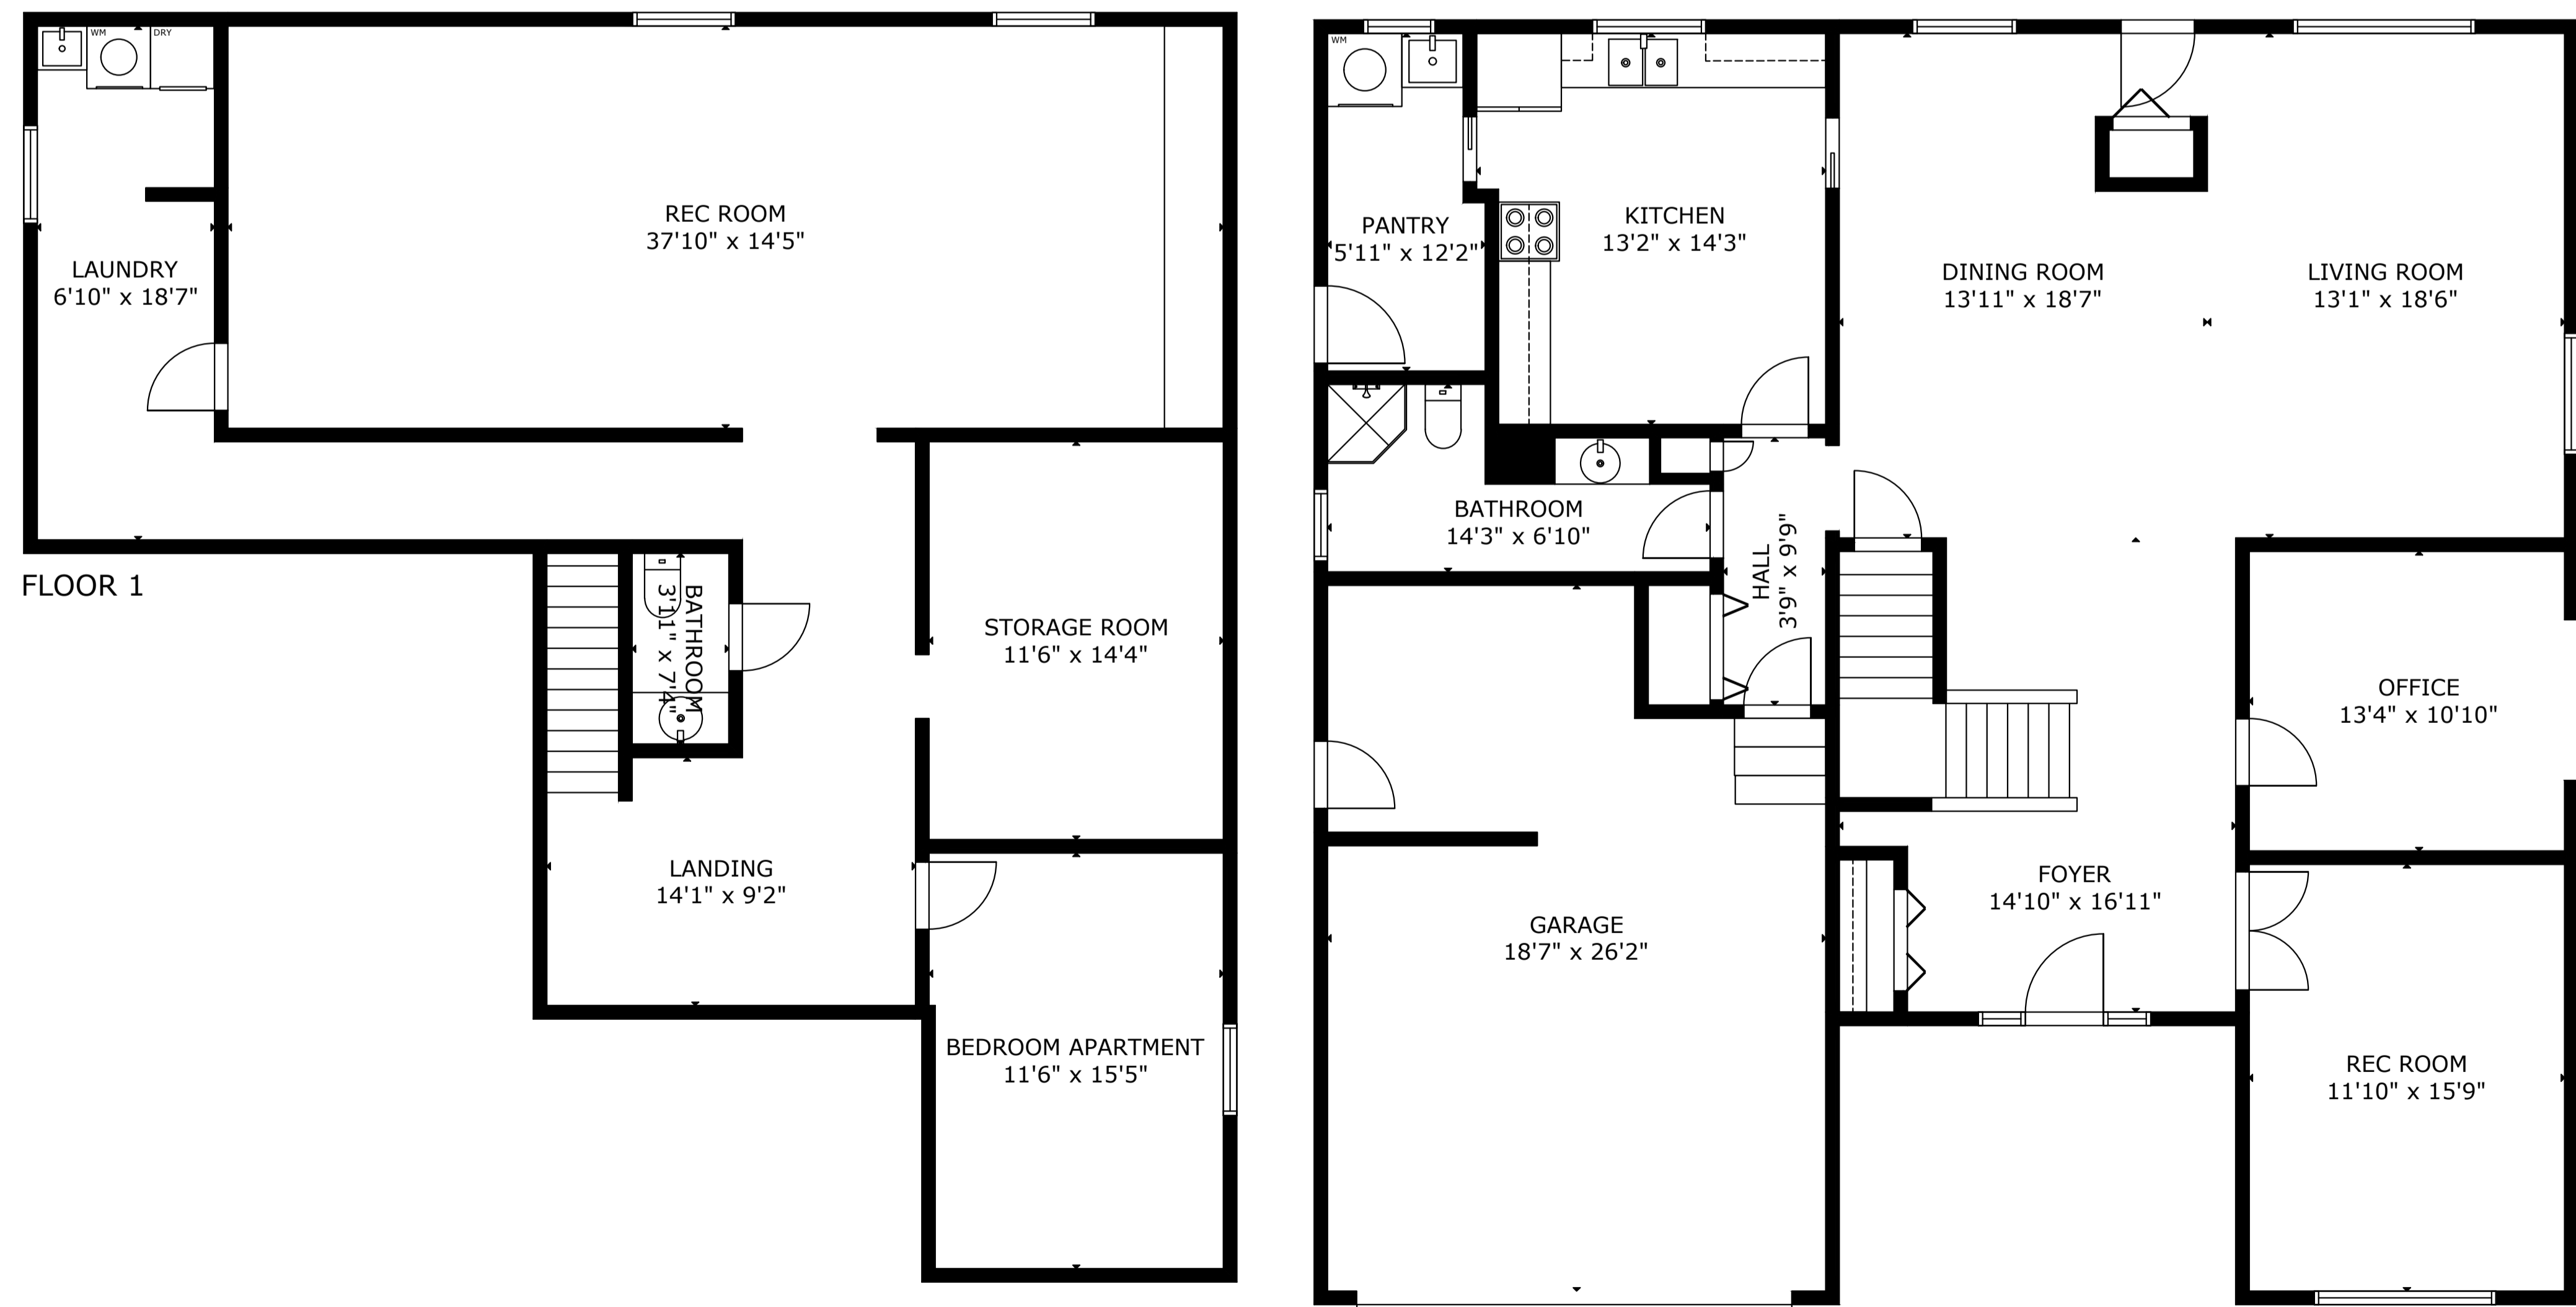 WM
DRY
REC ROOM
37'10" x 14'5"
LAUNDRY
6'10" x 18'7"
FLOOR 1
BATHROOM
3'11" x 7'4"
STORAGE ROOM
11'6" x 14'4"
LANDING
14'1" x 9'2"
BEDROOM APARTMENT
11'6" x 15'5"
WM
PANTRY
5'11" x 12'2"
KITCHEN
13'2" x 14'3"
DINING ROOM
13'11" x 18'7"
LIVING ROOM
13'1" x 18'6"
BATHROOM
14'3" x 6'10"
HALL
3'9" x 9'9"
OFFICE
13'4" x 10'10"
GARAGE
18'7" x 26'2"
FOYER
14'10" x 16'11"
REC ROOM
11'10" x 15'9"